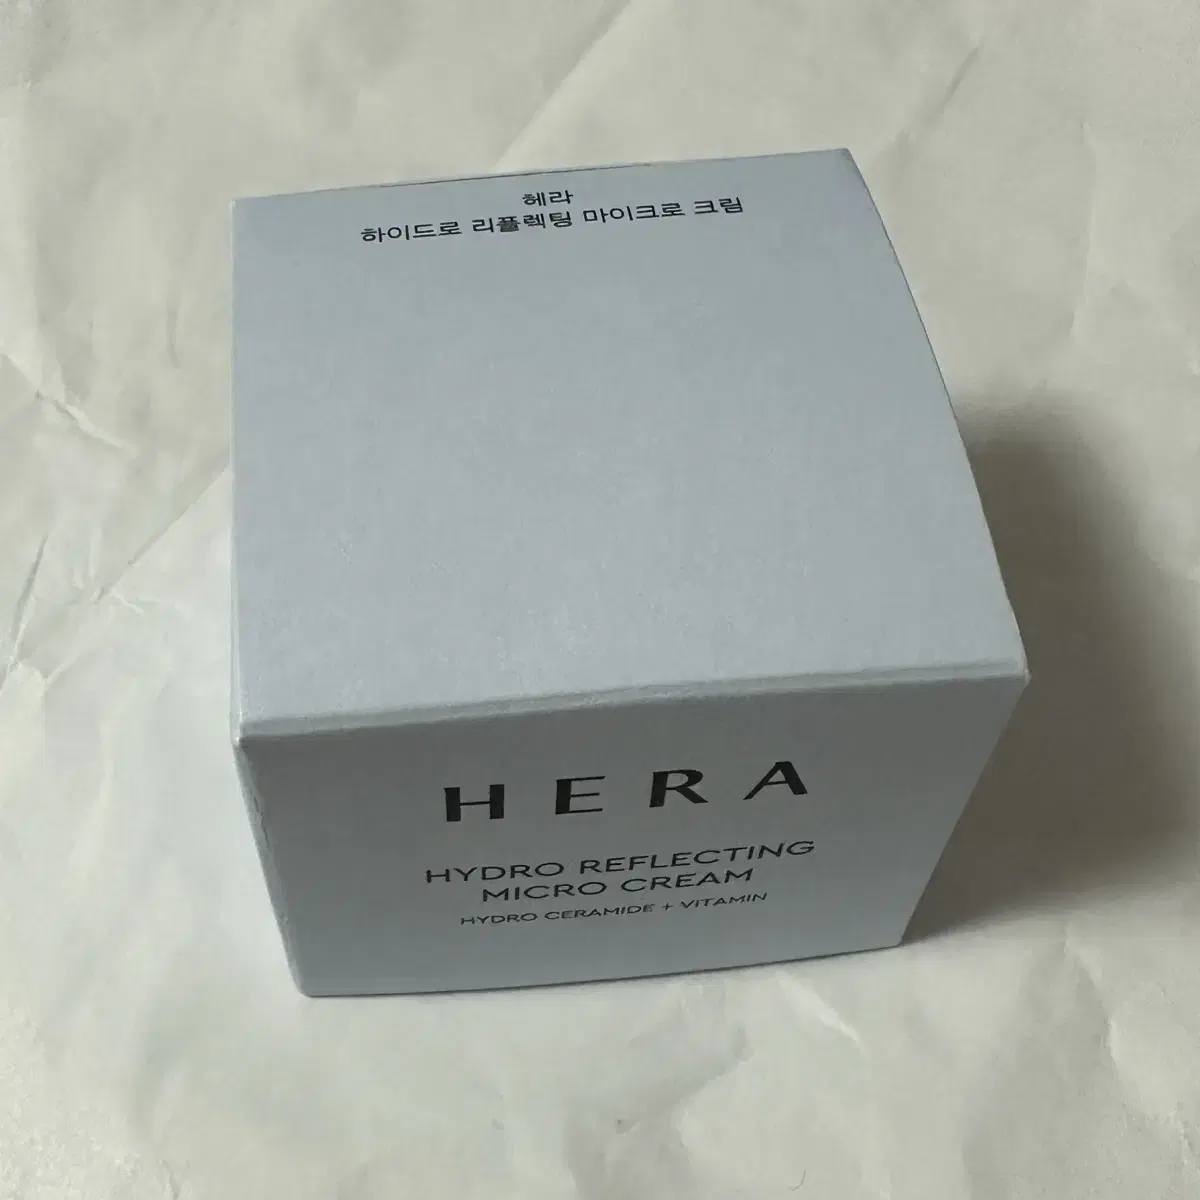 헤라
하이드로 리플렉팅 마이크로 크림
HERA
HYDRO REFLECTING
MICRO CREAM
HYDRO CERAMIDE + VITAMIN